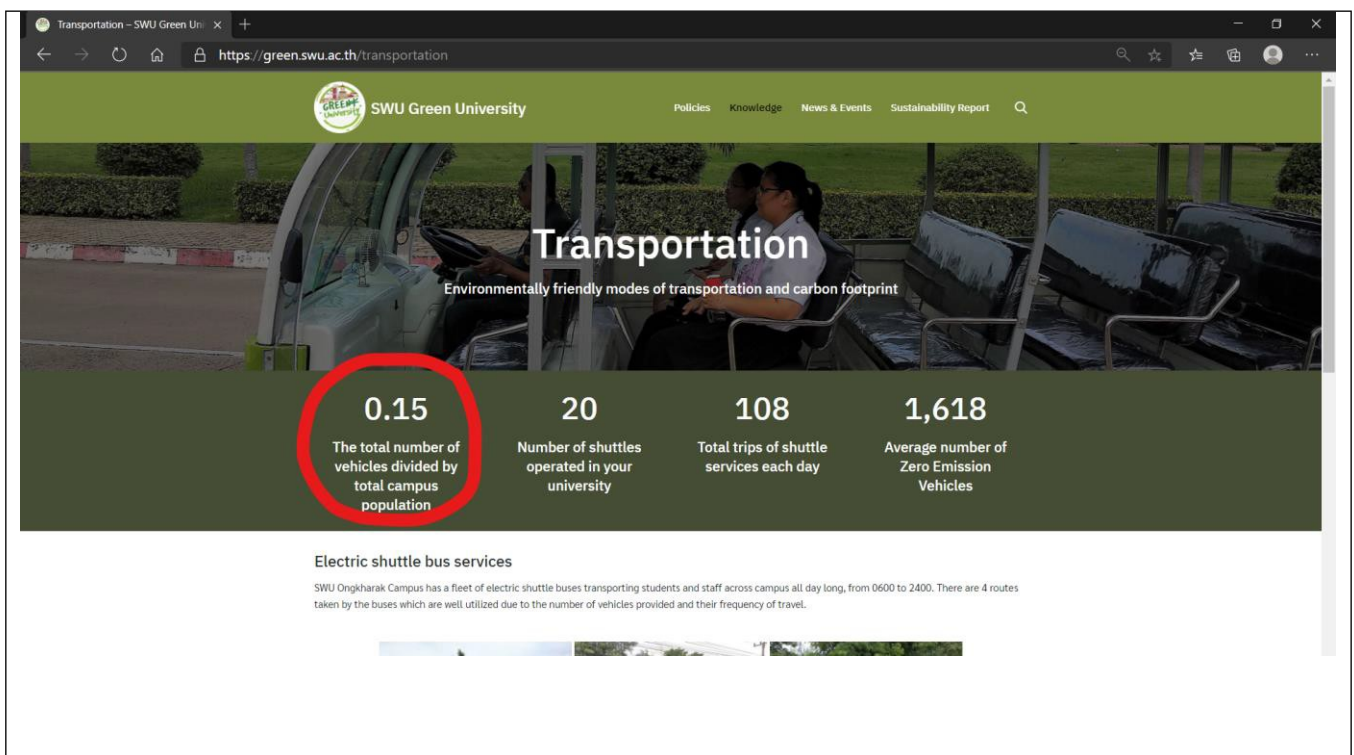 Transportation – SWU Green Uni
https://green.swu.ac.th/transportation
GREEN
University
SWU Green University
Policies Knowledge News & Events Sustainability Report
Transportation
Environmentally friendly modes of transportation and carbon footprint
0.15
The total number of
vehicles divided by
total campus
population
20
Number of shuttles
operated in your
university
108
Total trips of shuttle
services each day
1,618
Average number of
Zero Emission
Vehicles
Electric shuttle bus services
SWU Ongkharak Campus has a fleet of electric shuttle buses transporting students and staff across campus all day long, from 0600 to 2400. There are 4 routes
taken by the buses which are well utilized due to the number of vehicles provided and their frequency of travel.